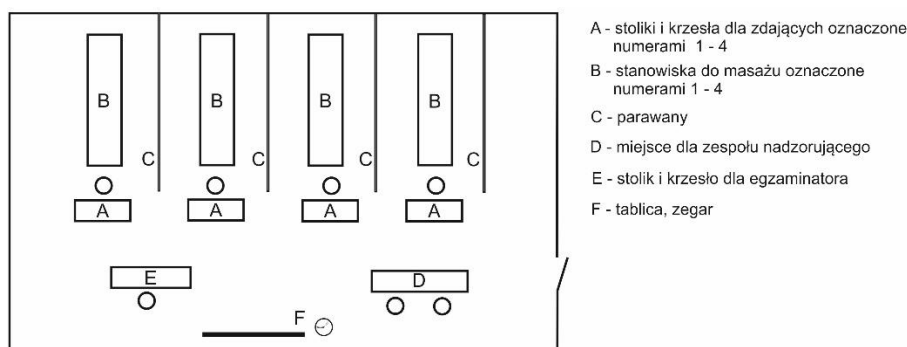 B
B
B
B
C
C
C
C
A
A
A
A
E
D
F
A - stoliki i krzesła dla zdających oznaczone
numerami 1 - 4
B - stanowiska do masażu oznaczone
numerami 1 - 4
C - parawany
D - miejsce dla zespołu nadzorującego
E - stolik i krzesło dla egzaminatora
F - tablica, zegar